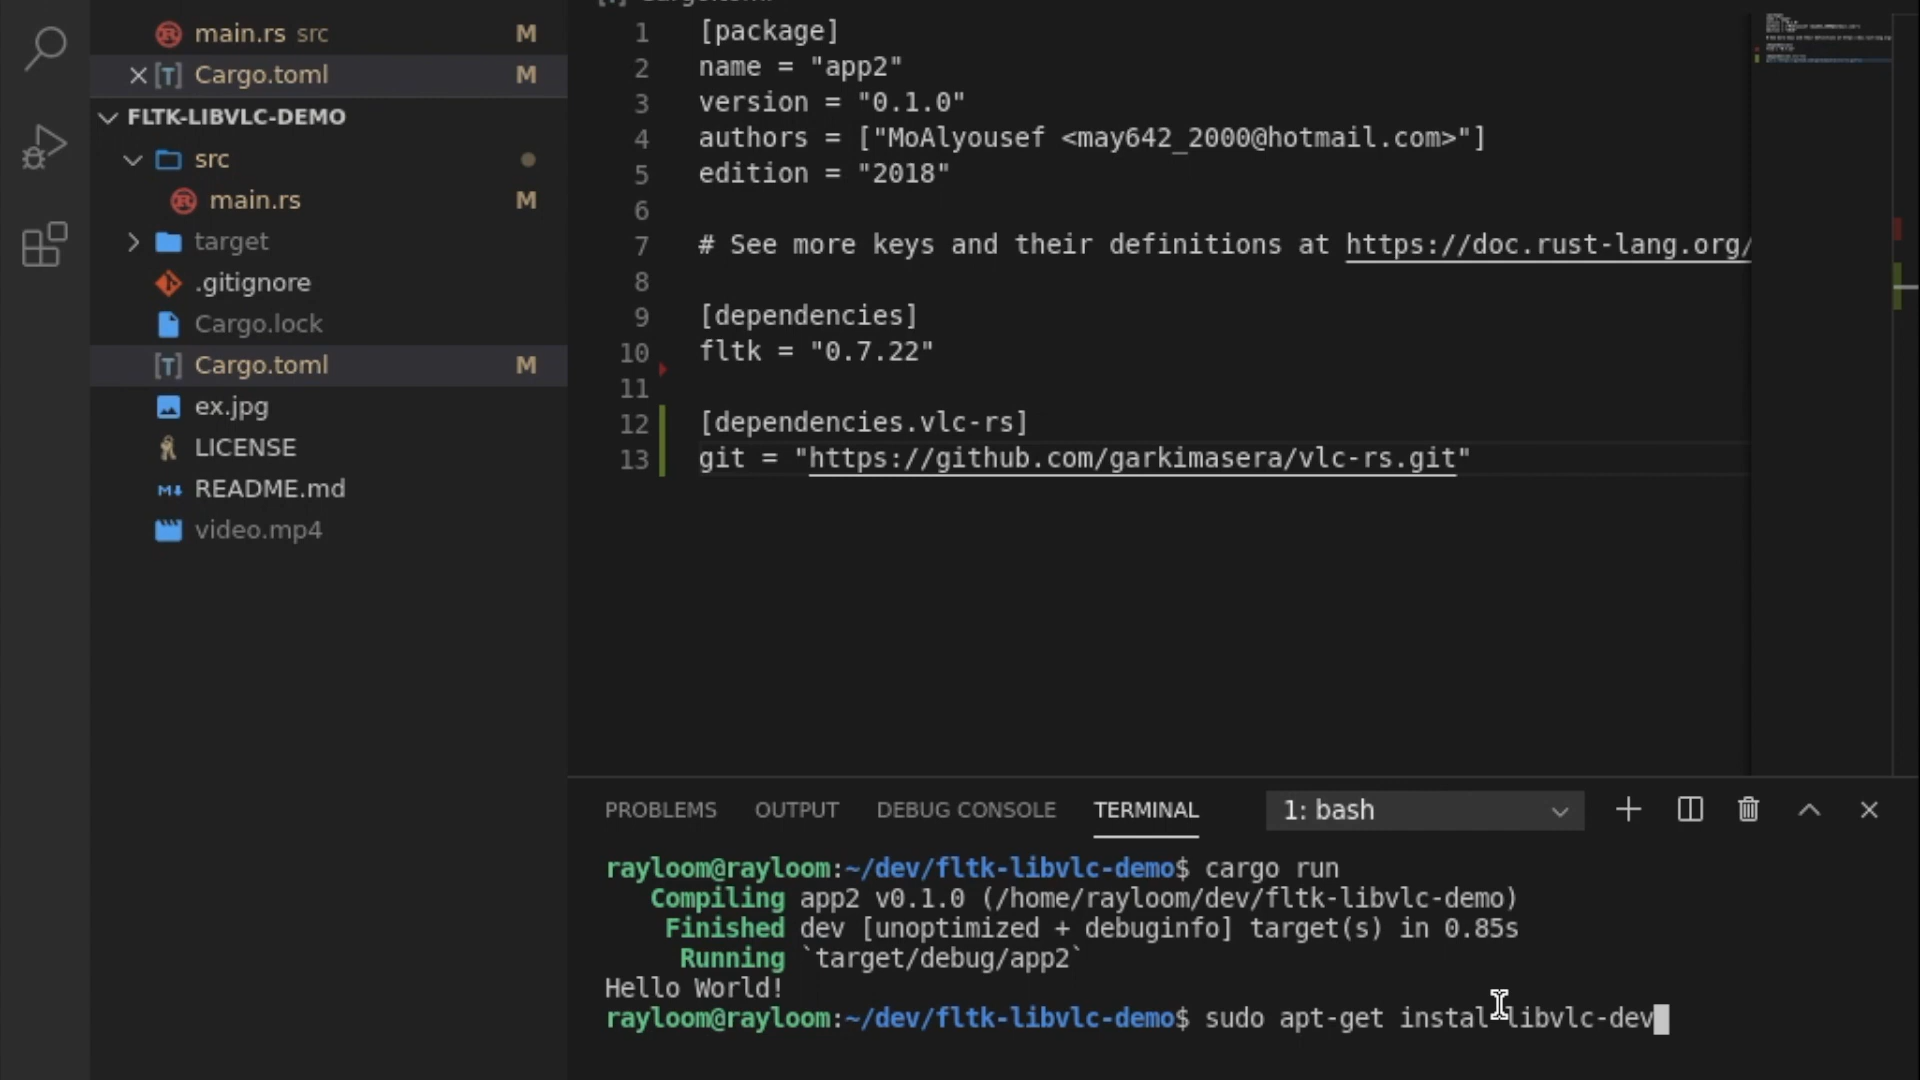 main.rs src M
Cargo.toml M
FLTK-LIBVLC-DEMO
src
main.rs M
target
.gitignore
Cargo.lock
Cargo.toml M
ex.jpg
LICENSE
README.md
video.mp4
1 [package]
2 name = "app2"
3 version = "0.1.0"
4 authors = ["MoAlyousef <may642_2000@hotmail.com>"]
5 edition = "2018"
6
7 # See more keys and their definitions at https://doc.rust-lang.org/
8
9 [dependencies]
10 fltk = "0.7.22"
11
12 [dependencies.vlc-rs]
13 git = "https://github.com/garkimasera/vlc-rs.git"
PROBLEMS OUTPUT DEBUG CONSOLE TERMINAL 1: bash
rayloom@rayloom:~/dev/fltk-libvlc-demo$ cargo run
Compiling app2 v0.1.0 (/home/rayloom/dev/fltk-libvlc-demo)
Finished dev [unoptimized + debuginfo] target(s) in 0.85s
Running `target/debug/app2`
Hello World!
rayloom@rayloom:~/dev/fltk-libvlc-demo$ sudo apt-get instal libvlc-dev